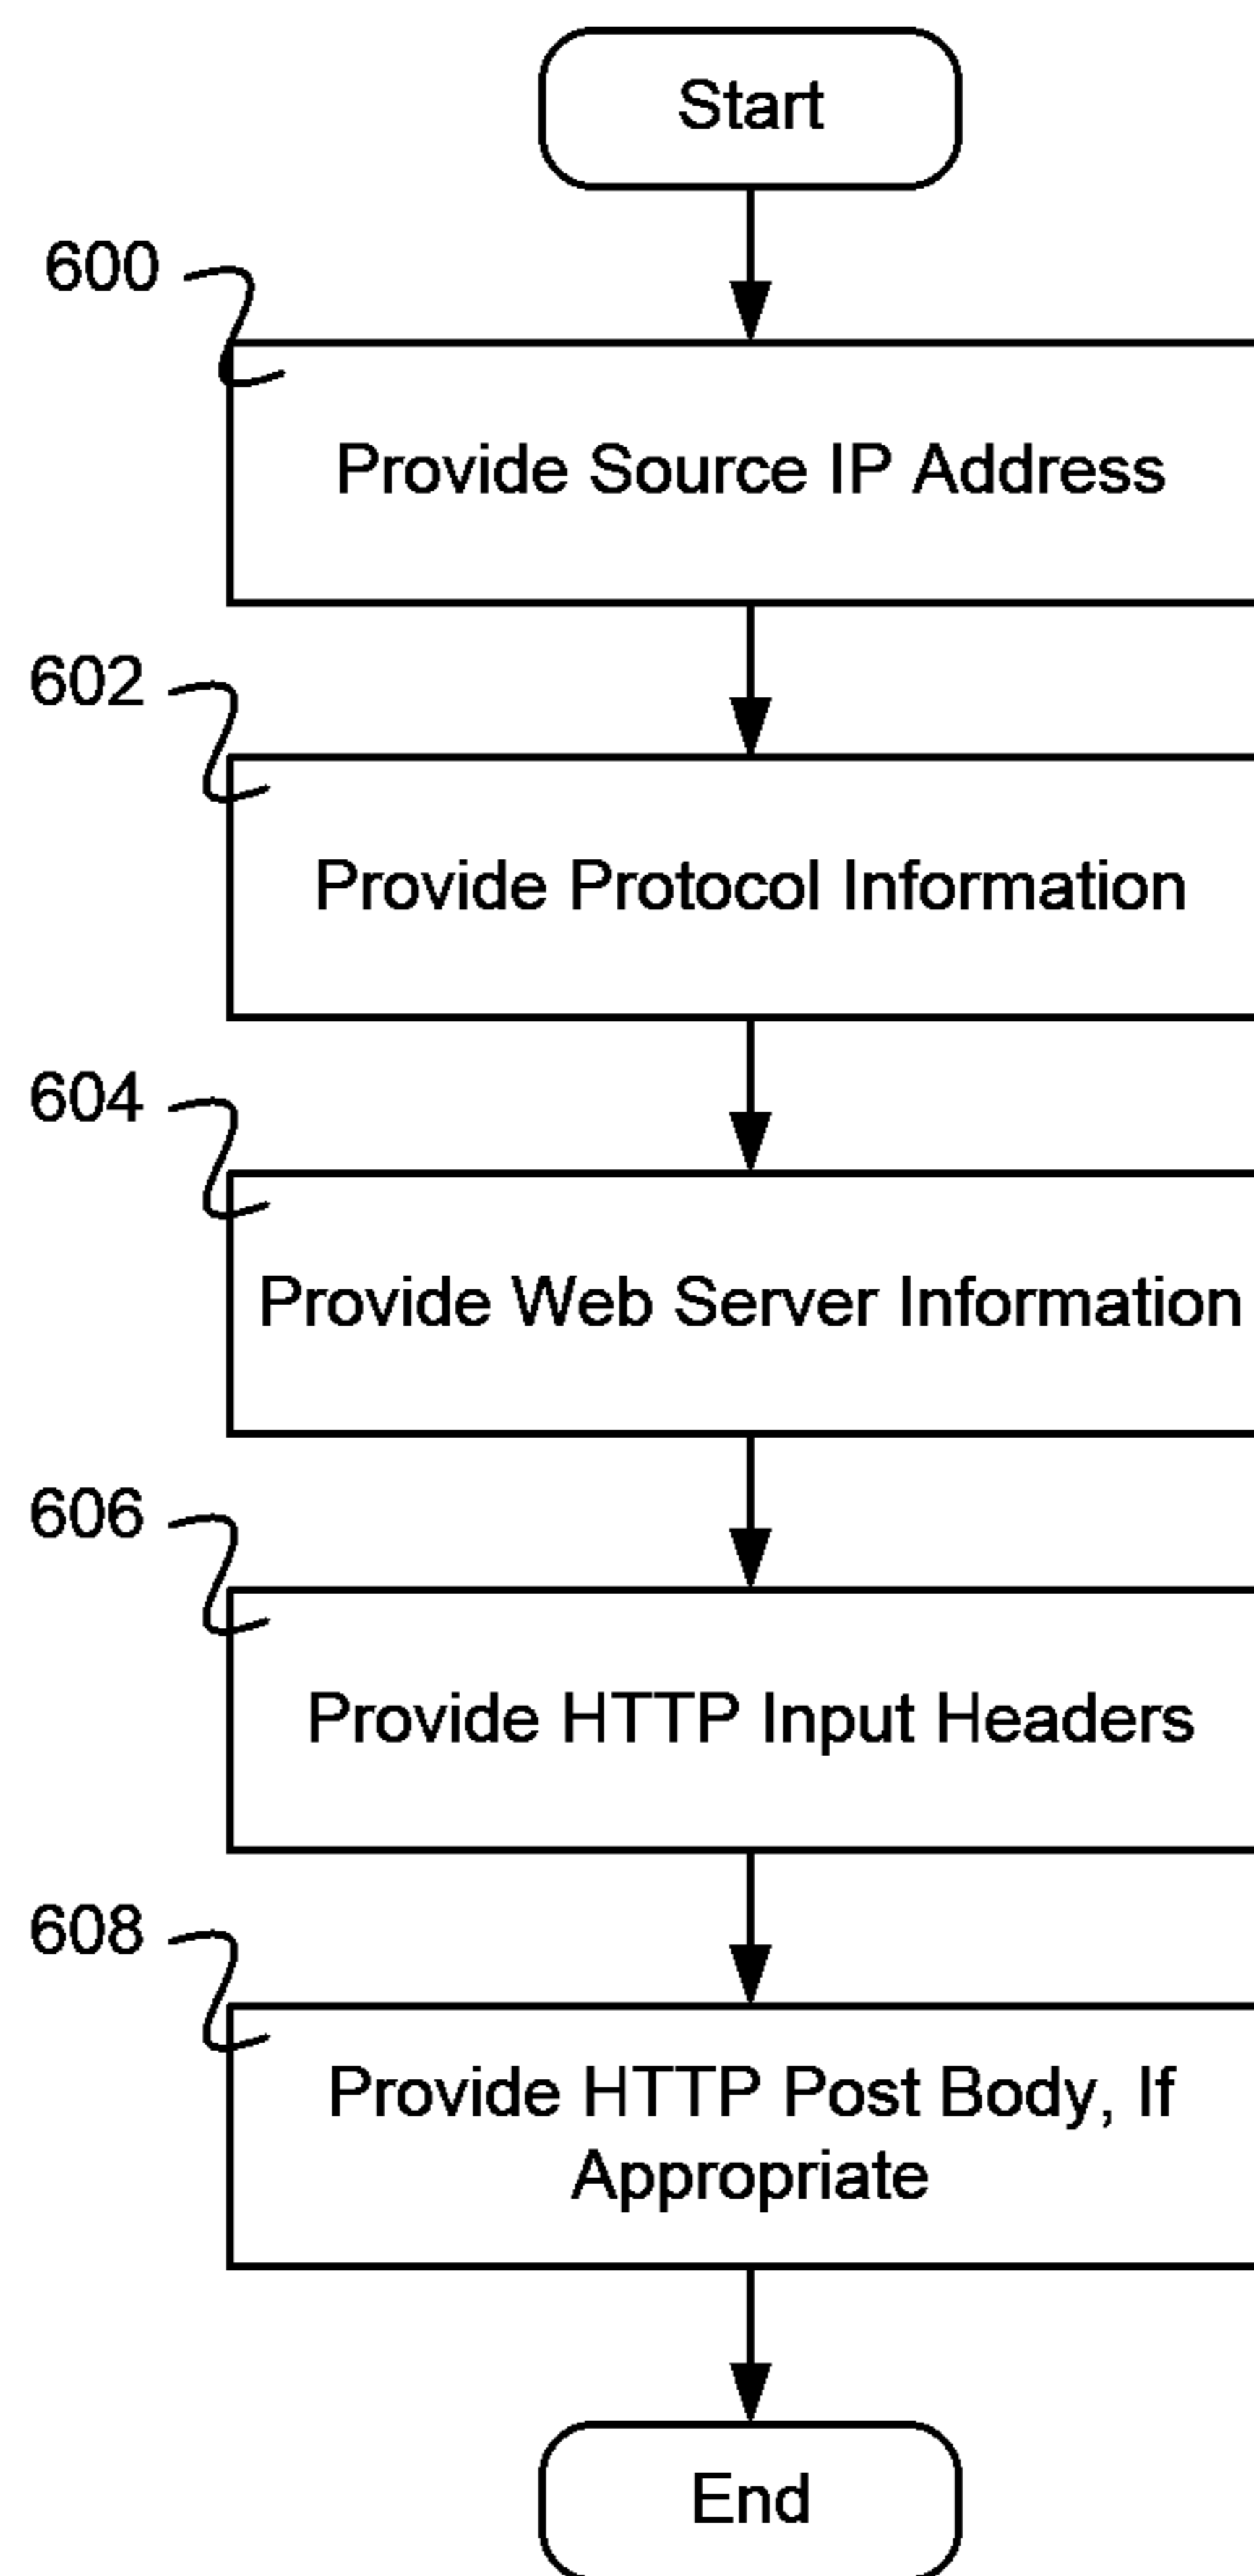 Start
600
Provide Source IP Address
602
Provide Protocol Information
604
Provide Web Server Information
606
Provide HTTP Input Headers
608
Provide HTTP Post Body, If
Appropriate
End